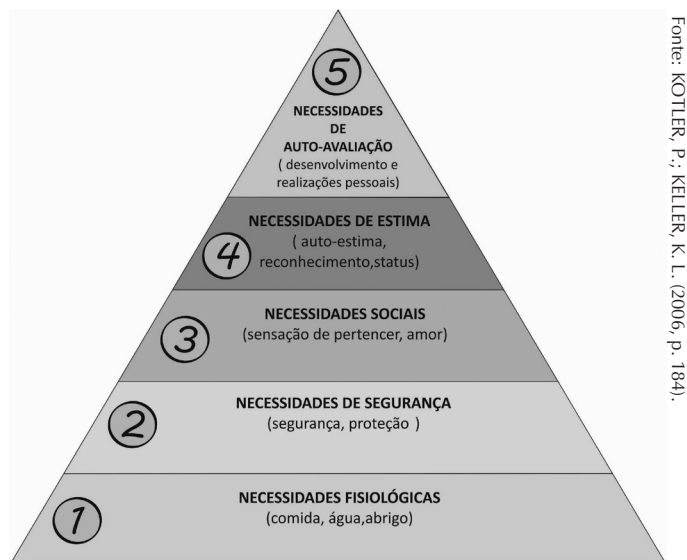 5
NECESSIDADES
DE
AUTO-AVALIAÇÃO
( desenvolvimento e
realizações pessoais)
4
NECESSIDADES DE ESTIMA
( auto-estima,
reconhecimento,status)
3
NECESSIDADES SOCIAIS
(sensação de pertencer, amor)
2
NECESSIDADES DE SEGURANÇA
(segurança, proteção )
1
NECESSIDADES FISIOLÓGICAS
(comida, água,abrigo)
Fonte: KOTLER, P.; KELLER, K. L. (2006, p. 184).